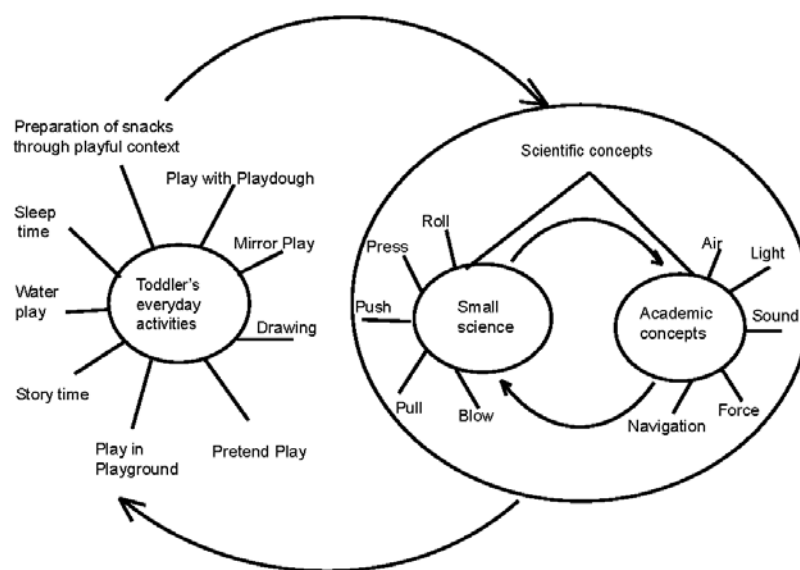 Preparation of snacks
through playful context
Play with Playdough
Sleep
time
Mirror Play
Water
play
Toddler's
everyday
activities
Drawing
Story time
Play in
Playground
Pretend Play
Scientific concepts
Roll
Press
Push
Small
science
Pull
Blow
Air
Light
Academic
concepts
Sound
Force
Navigation